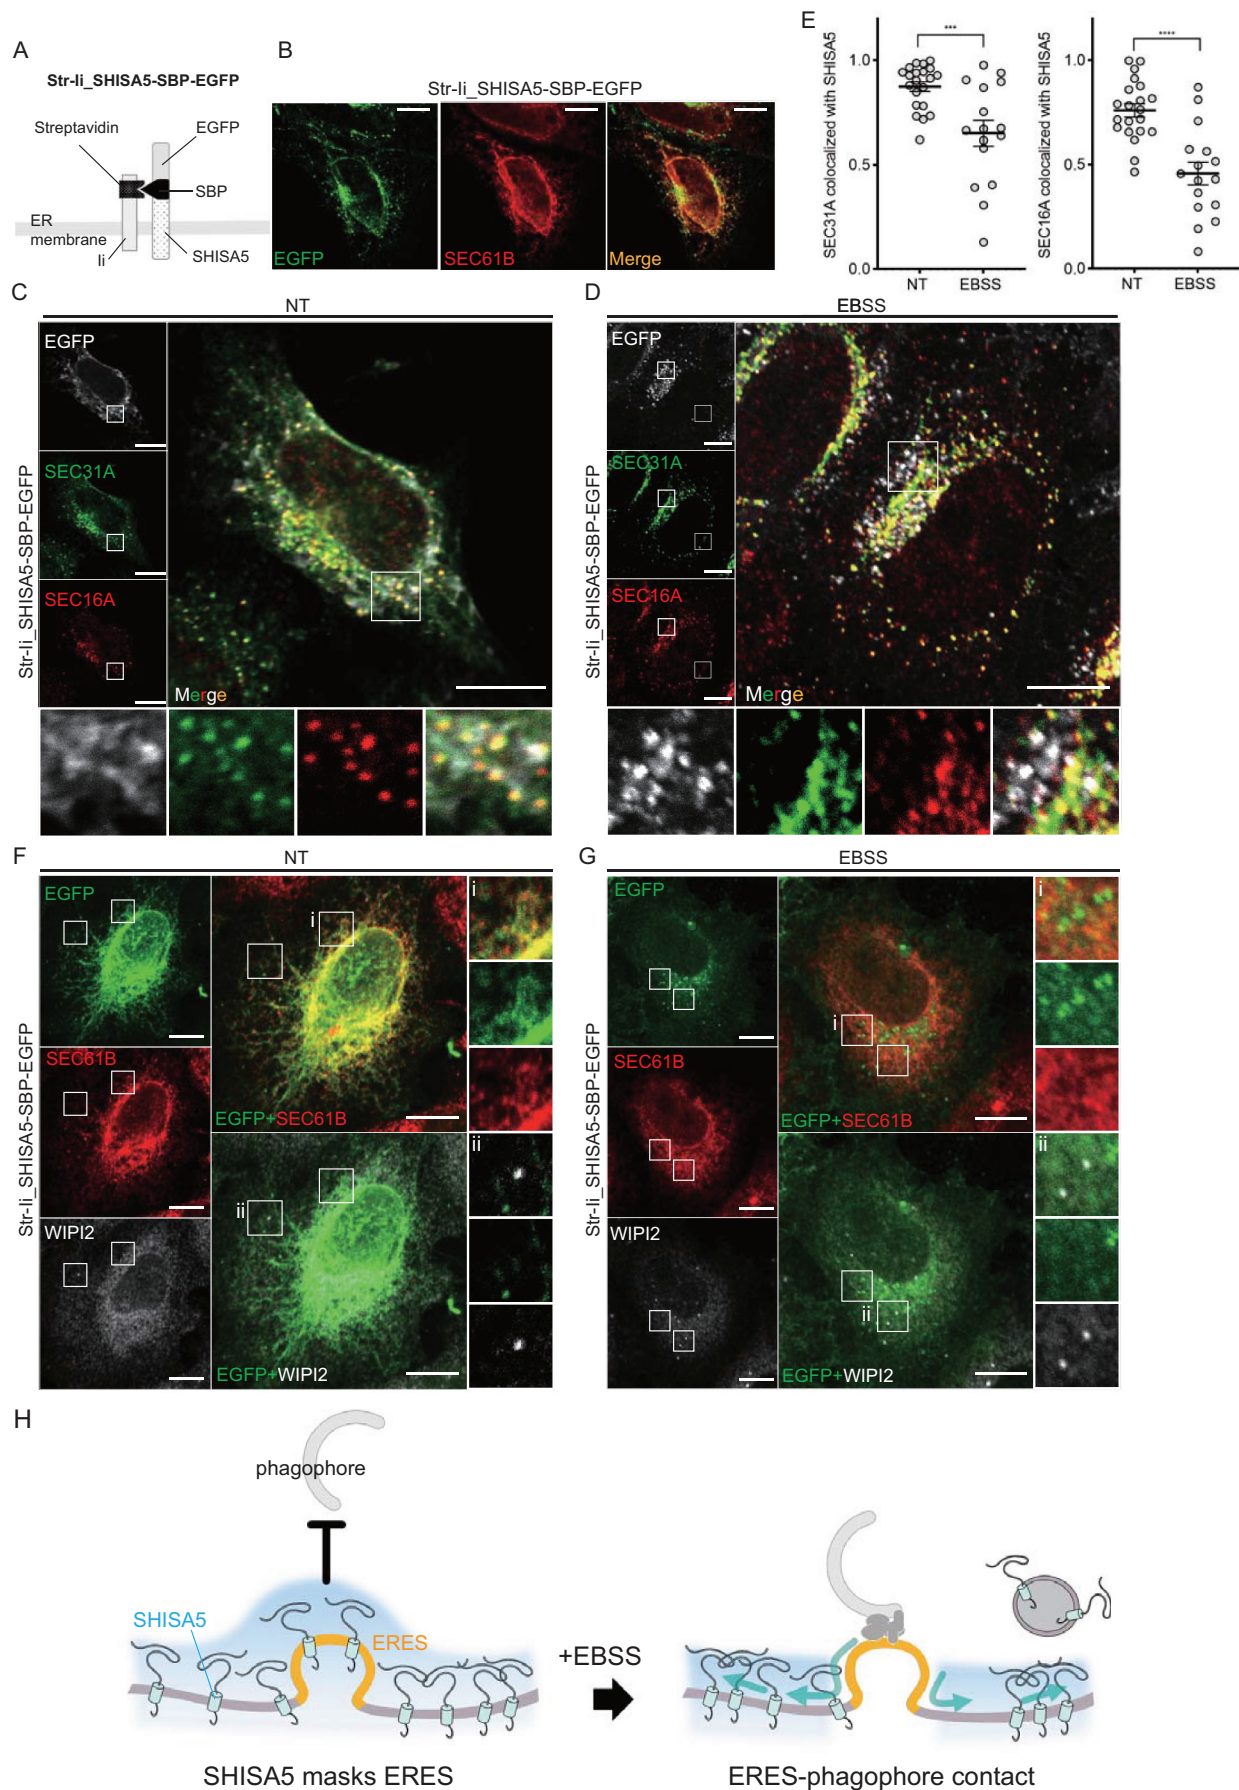 A
Str-Ii_SHISA5-SBP-EGFP
Streptavidin
EGFP
SBP
ER
membrane
Ii
SHISA5
B
Str-Ii_SHISA5-SBP-EGFP
EGFP
SEC61B
Merge
E
SEC31A colocalized with SHISA5
1.0
0.5
0.0
***
NT
EBSS
SEC16A colocalized with SHISA5
1.0
0.5
0.0
****
NT
EBSS
C
NT
Str-Ii_SHISA5-SBP-EGFP
EGFP
SEC31A
SEC16A
Merge
D
EBSS
Str-Ii_SHISA5-SBP-EGFP
EGFP
SEC31A
SEC16A
Merge
F
NT
Str-Ii_SHISA5-SBP-EGFP
EGFP
SEC61B
WIPI2
i
EGFP+SEC61B
ii
EGFP+WIPI2
i
ii
G
EBSS
Str-Ii_SHISA5-SBP-EGFP
EGFP
SEC61B
WIPI2
i
EGFP+SEC61B
ii
EGFP+WIPI2
i
ii
H
phagophore
SHISA5
ERES
+EBSS
SHISA5 masks ERES
ERES-phagophore contact